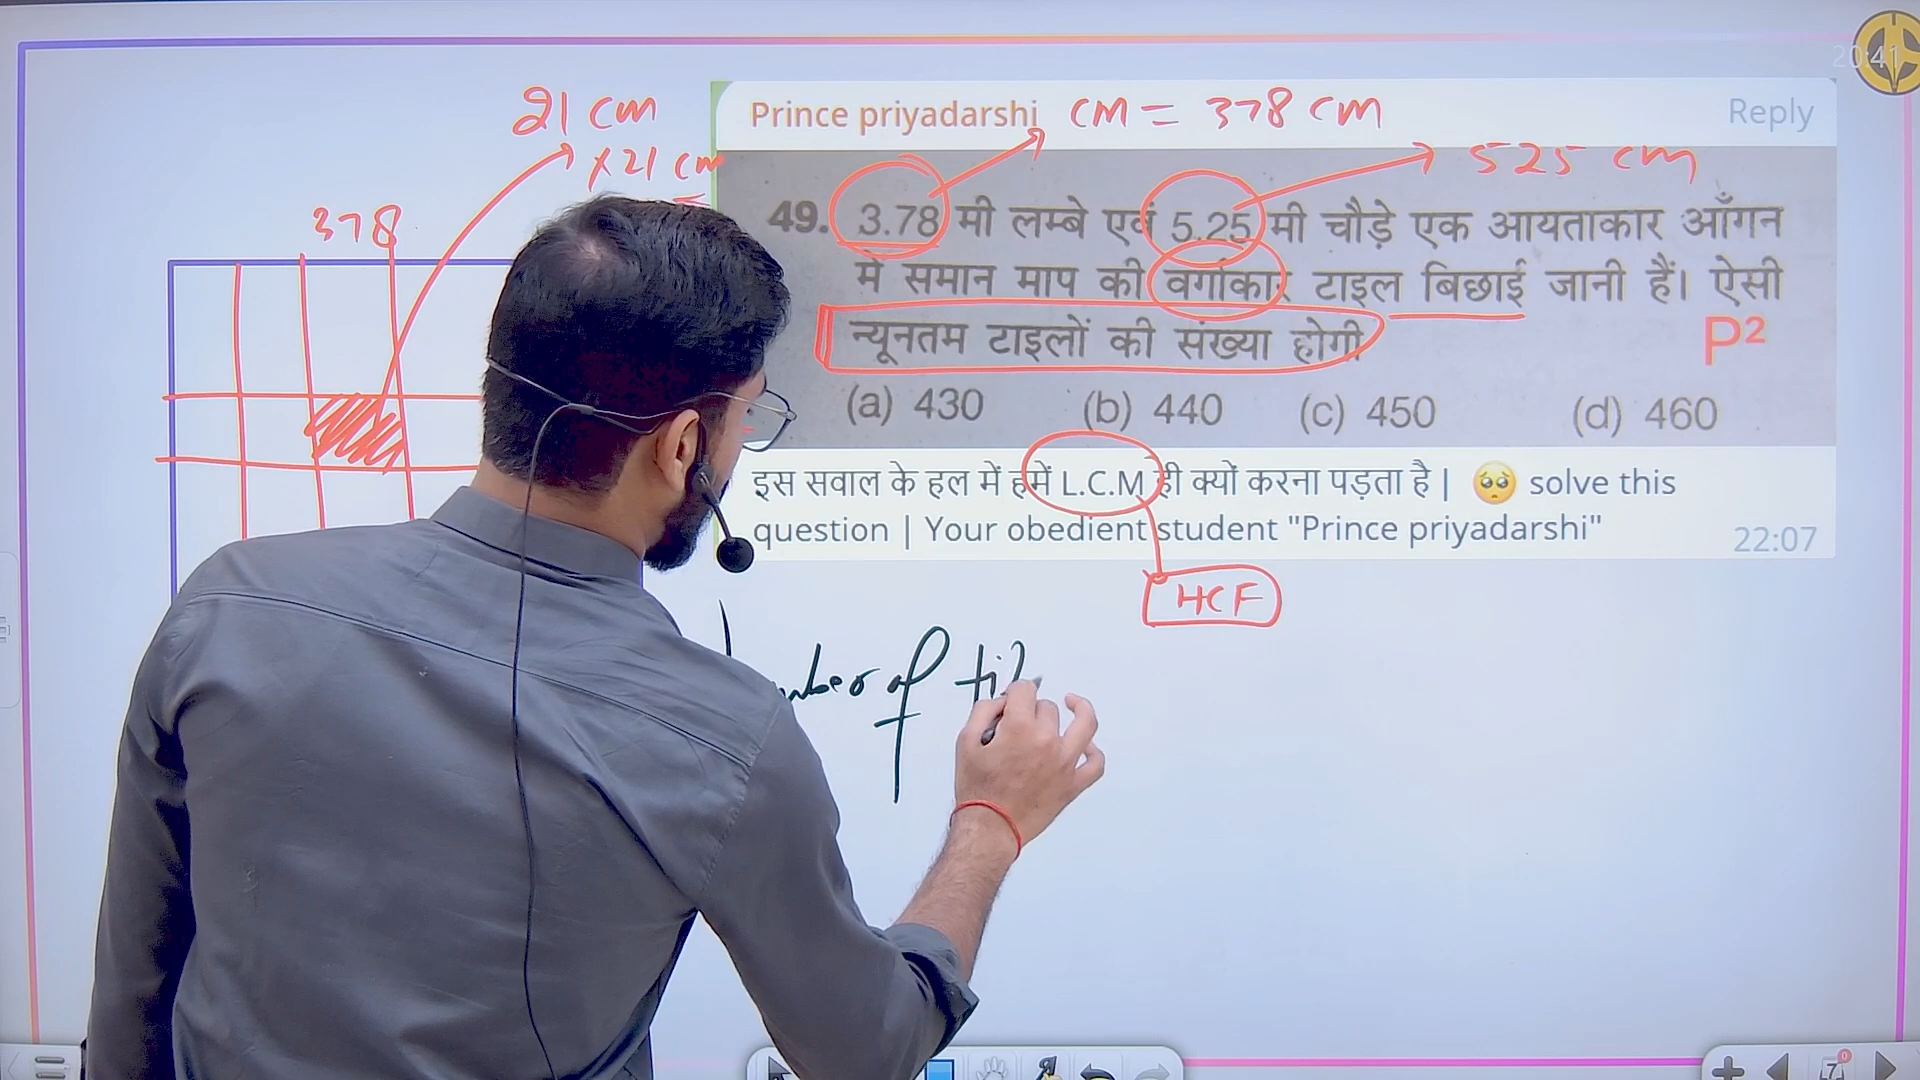 20:41
21 cm
× 21 cm
378
Prince priyadarshi CM = 378 CM Reply
525 cm
49. 3.78 मी लम्बे एवं 5.25 मी चौड़े एक आयताकार आँगन
में समान माप की वर्गाकार टाइल बिछाई जानी हैं। ऐसी
न्यूनतम टाइलों की संख्या होगी P²
(a) 430 (b) 440 (c) 450 (d) 460
इस सवाल के हल में हमें L.C.M ही क्यों करना पड़ता है | 🥺 solve this
question | Your obedient student "Prince priyadarshi"
22:07
HCF
of